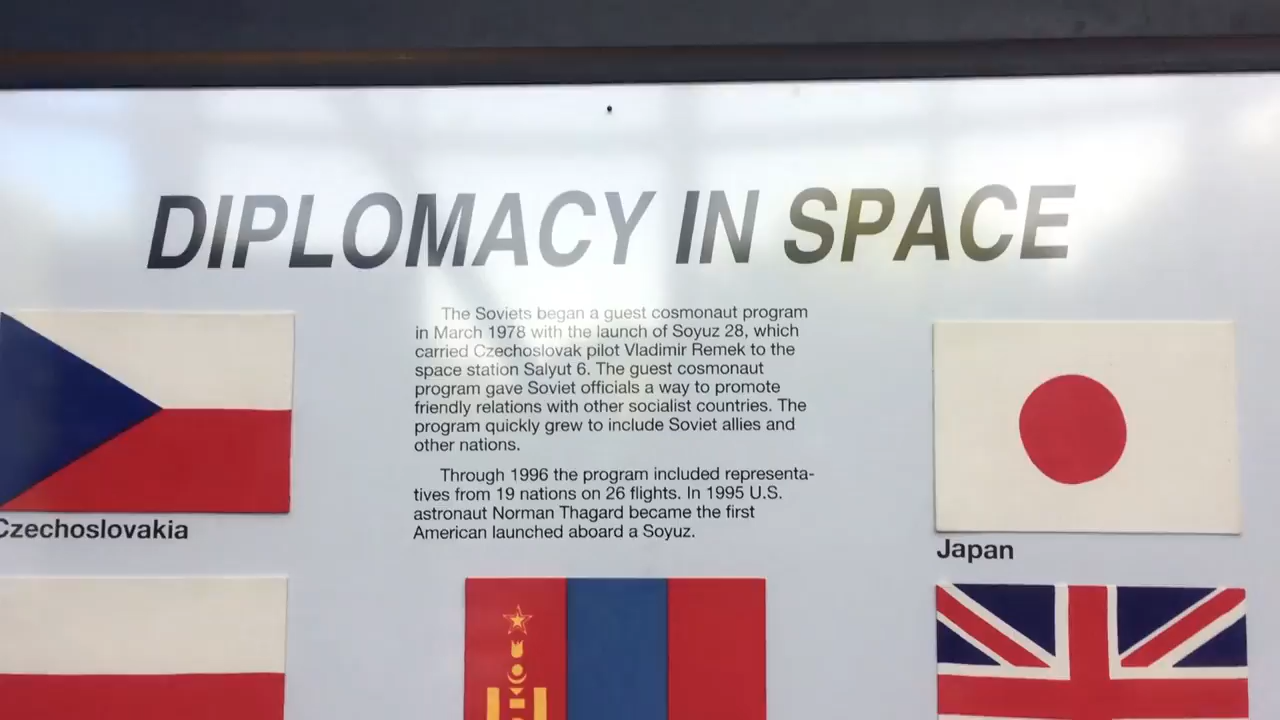 DIPLOMACY IN SPACE
The Soviets began a guest cosmonaut program
in March 1978 with the launch of Soyuz 28, which
carried Czechoslovak pilot Vladimir Remek to the
space station Salyut 6. The guest cosmonaut
program gave Soviet officials a way to promote
friendly relations with other socialist countries. The
program quickly grew to include Soviet allies and
other nations.
Through 1996 the program included representa-
tives from 19 nations on 26 flights. In 1995 U.S.
astronaut Norman Thagard became the first
American launched aboard a Soyuz.
Czechoslovakia
Japan